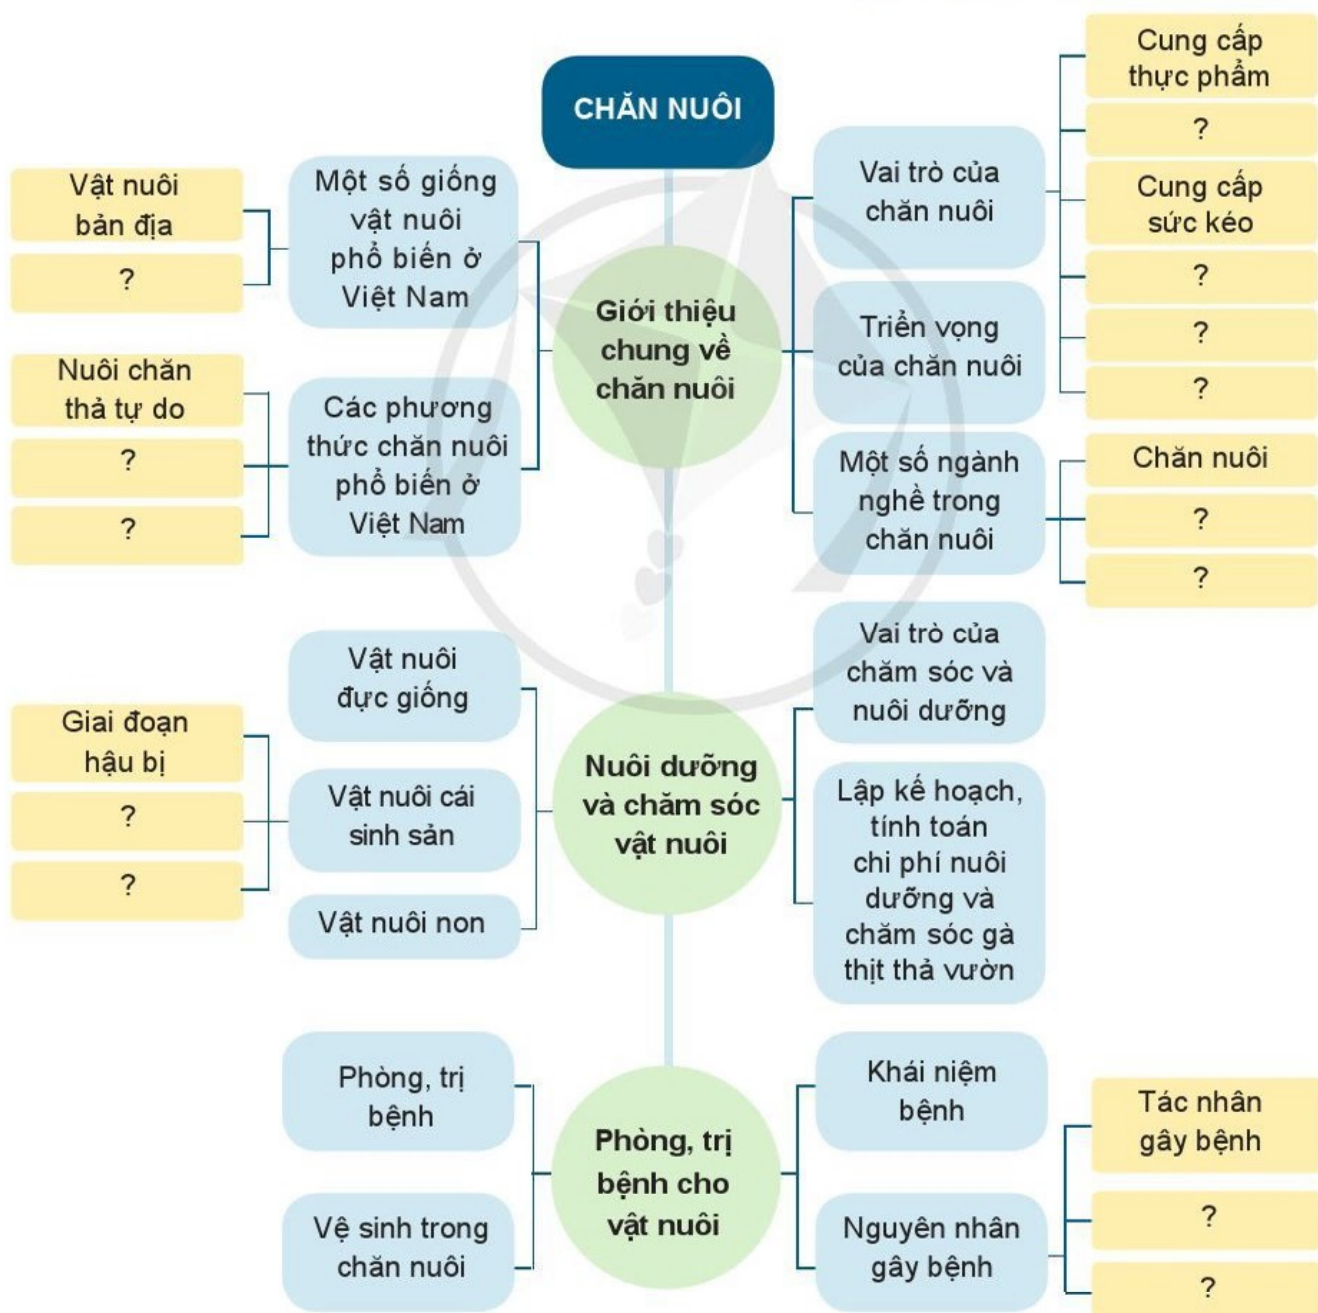 CHĂN NUÔI
Giới thiệu
chung về
chăn nuôi
Vai trò của
chăn nuôi
Cung cấp
thực phẩm
?
Cung cấp
sức kéo
?
?
?
Triển vọng
của chăn nuôi
Một số ngành
nghề trong
chăn nuôi
Chăn nuôi
?
?
Một số giống
vật nuôi
phổ biến ở
Việt Nam
Vật nuôi
bản địa
?
Các phương
thức chăn nuôi
phổ biến ở
Việt Nam
Nuôi chăn
thả tự do
?
?
Nuôi dưỡng
và chăm sóc
vật nuôi
Vai trò của
chăm sóc và
nuôi dưỡng
Lập kế hoạch,
tính toán
chi phí nuôi
dưỡng và
chăm sóc gà
thịt thả vườn
Vật nuôi
đực giống
Vật nuôi cái
sinh sản
Giai đoạn
hậu bị
?
?
Vật nuôi non
Phòng, trị
bệnh cho
vật nuôi
Khái niệm
bệnh
Nguyên nhân
gây bệnh
Tác nhân
gây bệnh
?
?
Phòng, trị
bệnh
Vệ sinh trong
chăn nuôi